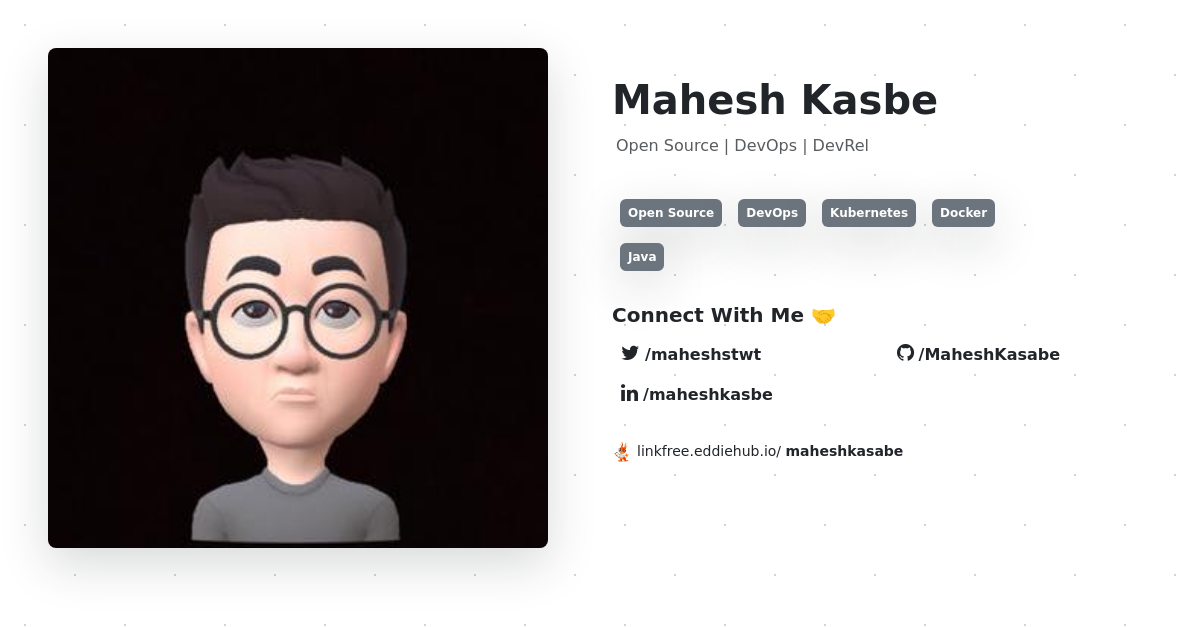 Mahesh Kasbe
Open Source | DevOps | DevRel
Open Source DevOps Kubernetes Docker
Java
Connect With Me 🤝
/maheshstwt /MaheshKasabe
/maheshkasbe
linkfree.eddiehub.io/ maheshkasabe